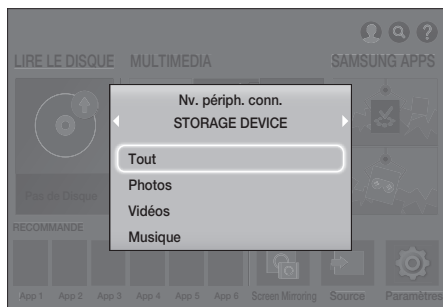 LIRE LE DISQUE MULTIMEDIA SAMSUNG APPS
Nv. périph. conn.
STORAGE DEVICE
Tout
Photos
Vidéos
Musique
Pas de Disque
RECOMMANDE
App 1 App 2 App 3 App 4 App 5 App 6 Screen Mirroring Source Paramètres